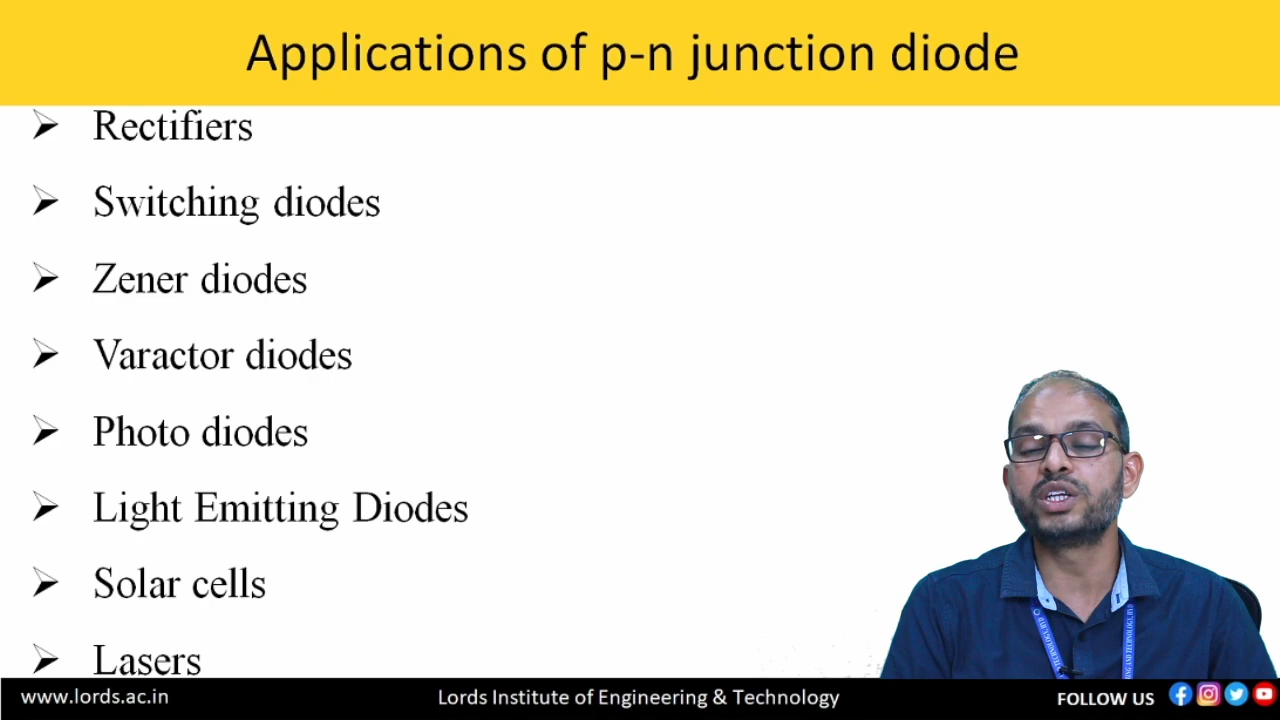 Applications of p-n junction diode
Rectifiers
Switching diodes
Zener diodes
Varactor diodes
Photo diodes
Light Emitting Diodes
Solar cells
Lasers
www.lords.ac.in
Lords Institute of Engineering & Technology
FOLLOW US